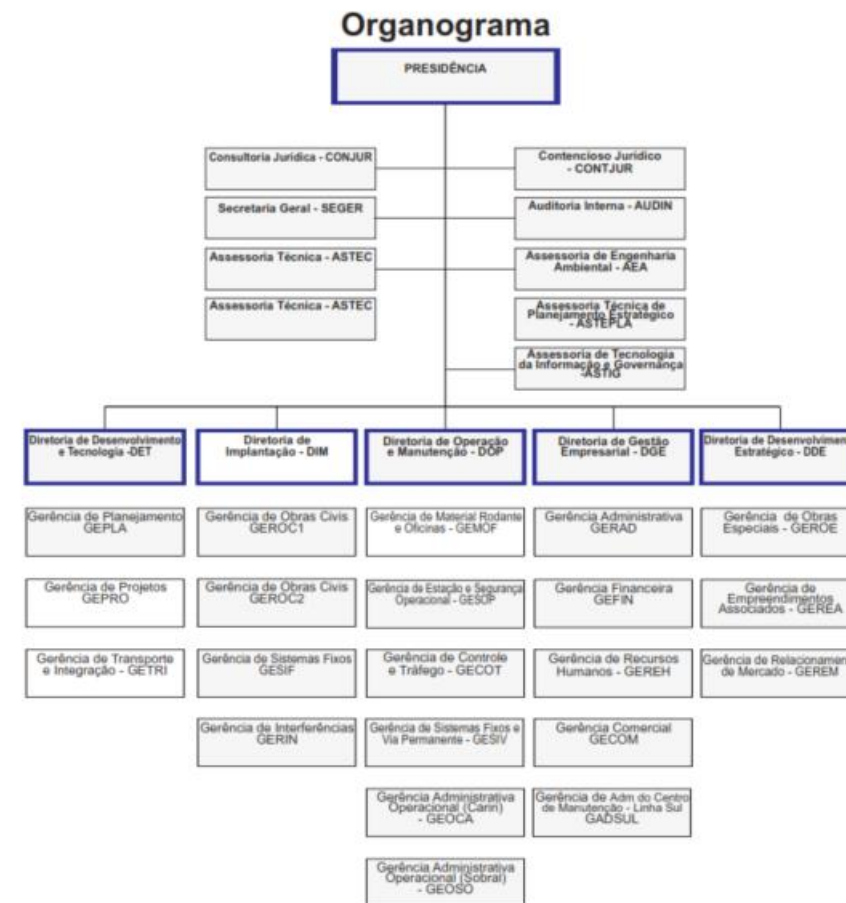 Organograma
PRESIDÊNCIA
Consultoria Jurídica - CONJUR
Contencioso Jurídico
- CONTJUR
Secretaria Geral - SEGER
Auditoria Interna - AUDIN
Assessoria Técnica - ASTEC
Assessoria de Engenharia
Ambiental - AEA
Assessoria Técnica - ASTEC
Assessoria Técnica de
Planejamento Estratégico
- ASTEPLA
Assessoria de Tecnologia
da Informação e Governança
-ASTIG
Diretoria de Desenvolvimento
e Tecnologia -DET
Diretoria de
Implantação - DIM
Diretoria de Operação
e Manutenção - DOP
Diretoria de Gestão
Empresarial - DGE
Diretoria de Desenvolvimen
Estratégico - DDE
Gerência de Planejamento
GEPLA
Gerência de Obras Civis
GEROC1
Gerência de Material Rodante
e Oficinas - GEMOF
Gerência Administrativa
GERAD
Gerência de Obras
Especiais - GEROE
Gerência de Projetos
GEPRO
Gerência de Obras Civis
GEROC2
Gerência de Estação e Segurança
Operacional - GESOP
Gerência Financeira
GEFIN
Gerência de
Empreendimentos
Associados - GEREA
Gerência de Transporte
e Integração - GETRI
Gerência de Sistemas Fixos
GESIF
Gerência de Controle
e Tráfego - GECOT
Gerência de Recursos
Humanos - GEREH
Gerência de Relacionamen
de Mercado - GEREM
Gerência de Interferências
GERIN
Gerência de Sistemas Fixos e
Via Permanente - GESIV
Gerência Comercial
GECOM
Gerência Administrativa
Operacional (Cariri)
- GEOCA
Gerência de Adm do Centro
de Manutenção - Linha Sul
GADSUL
Gerência Administrativa
Operacional (Sobral)
- GEOSO